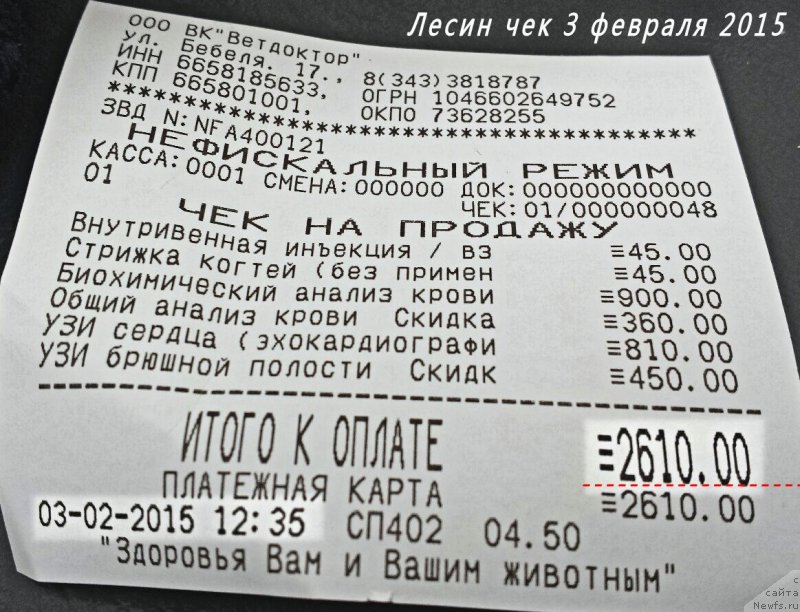 Лесин чек 3 февраля 2015
ООО ВК"Ветдоктор"
ул. Бебеля. 17., 8(343)3818787
ИНН 6658185633, ОГРН 1046602649752
КПП 665801001, ОКПО 73628255
****************************************
ЗВД N:NFA400121
НЕФИСКАЛЬНЫЙ РЕЖИМ
КАССА:0001 СМЕНА:000000 ДОК:000000000000
01 ЧЕК:01/000000048
ЧЕК НА ПРОДАЖУ
Внутривенная инъекция / вз ≡45.00
Стрижка когтей (без примен ≡45.00
Биохимический анализ крови ≡900.00
Общий анализ крови Скидка ≡360.00
УЗИ сердца (эхокардиографи ≡810.00
УЗИ брюшной полости Скидк ≡450.00
ИТОГО К ОПЛАТЕ ≡2610.00
ПЛАТЕЖНАЯ КАРТА ≡2610.00
03-02-2015 12:35 СП402 04.50
"Здоровья Вам и Вашим животным"
с
сайта
Newfs.ru